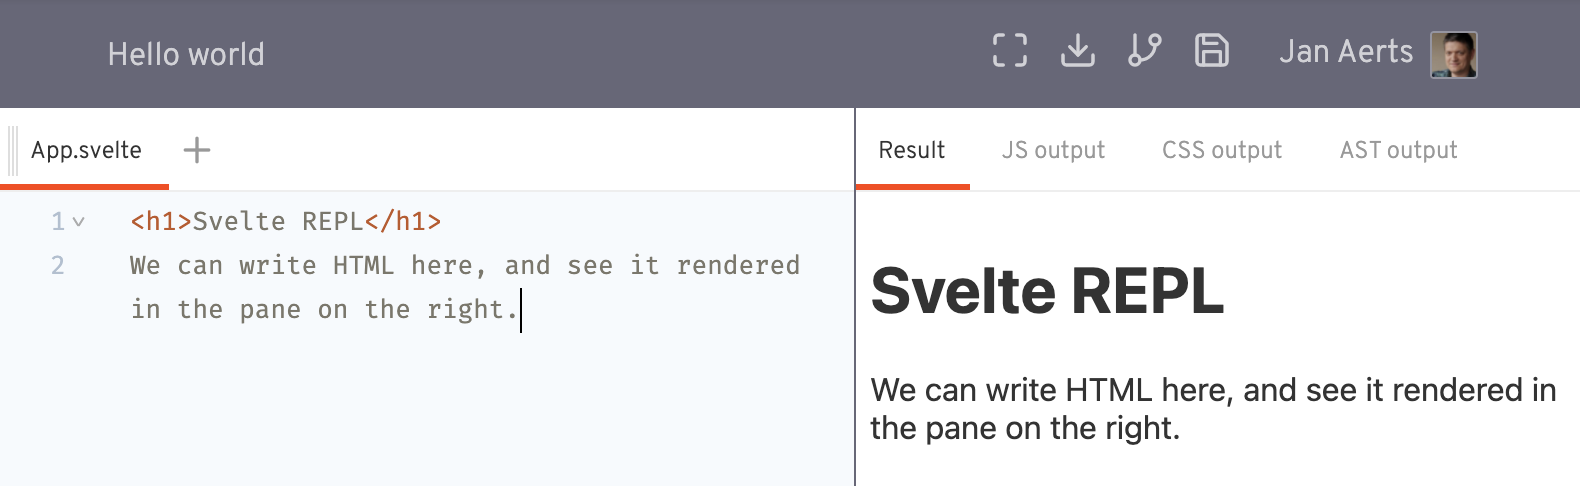 Hello world
Jan Aerts
App.svelte
Result JS output CSS output AST output
1 <h1>Svelte REPL</h1>
2 We can write HTML here, and see it rendered
in the pane on the right.
Svelte REPL
We can write HTML here, and see it rendered in
the pane on the right.